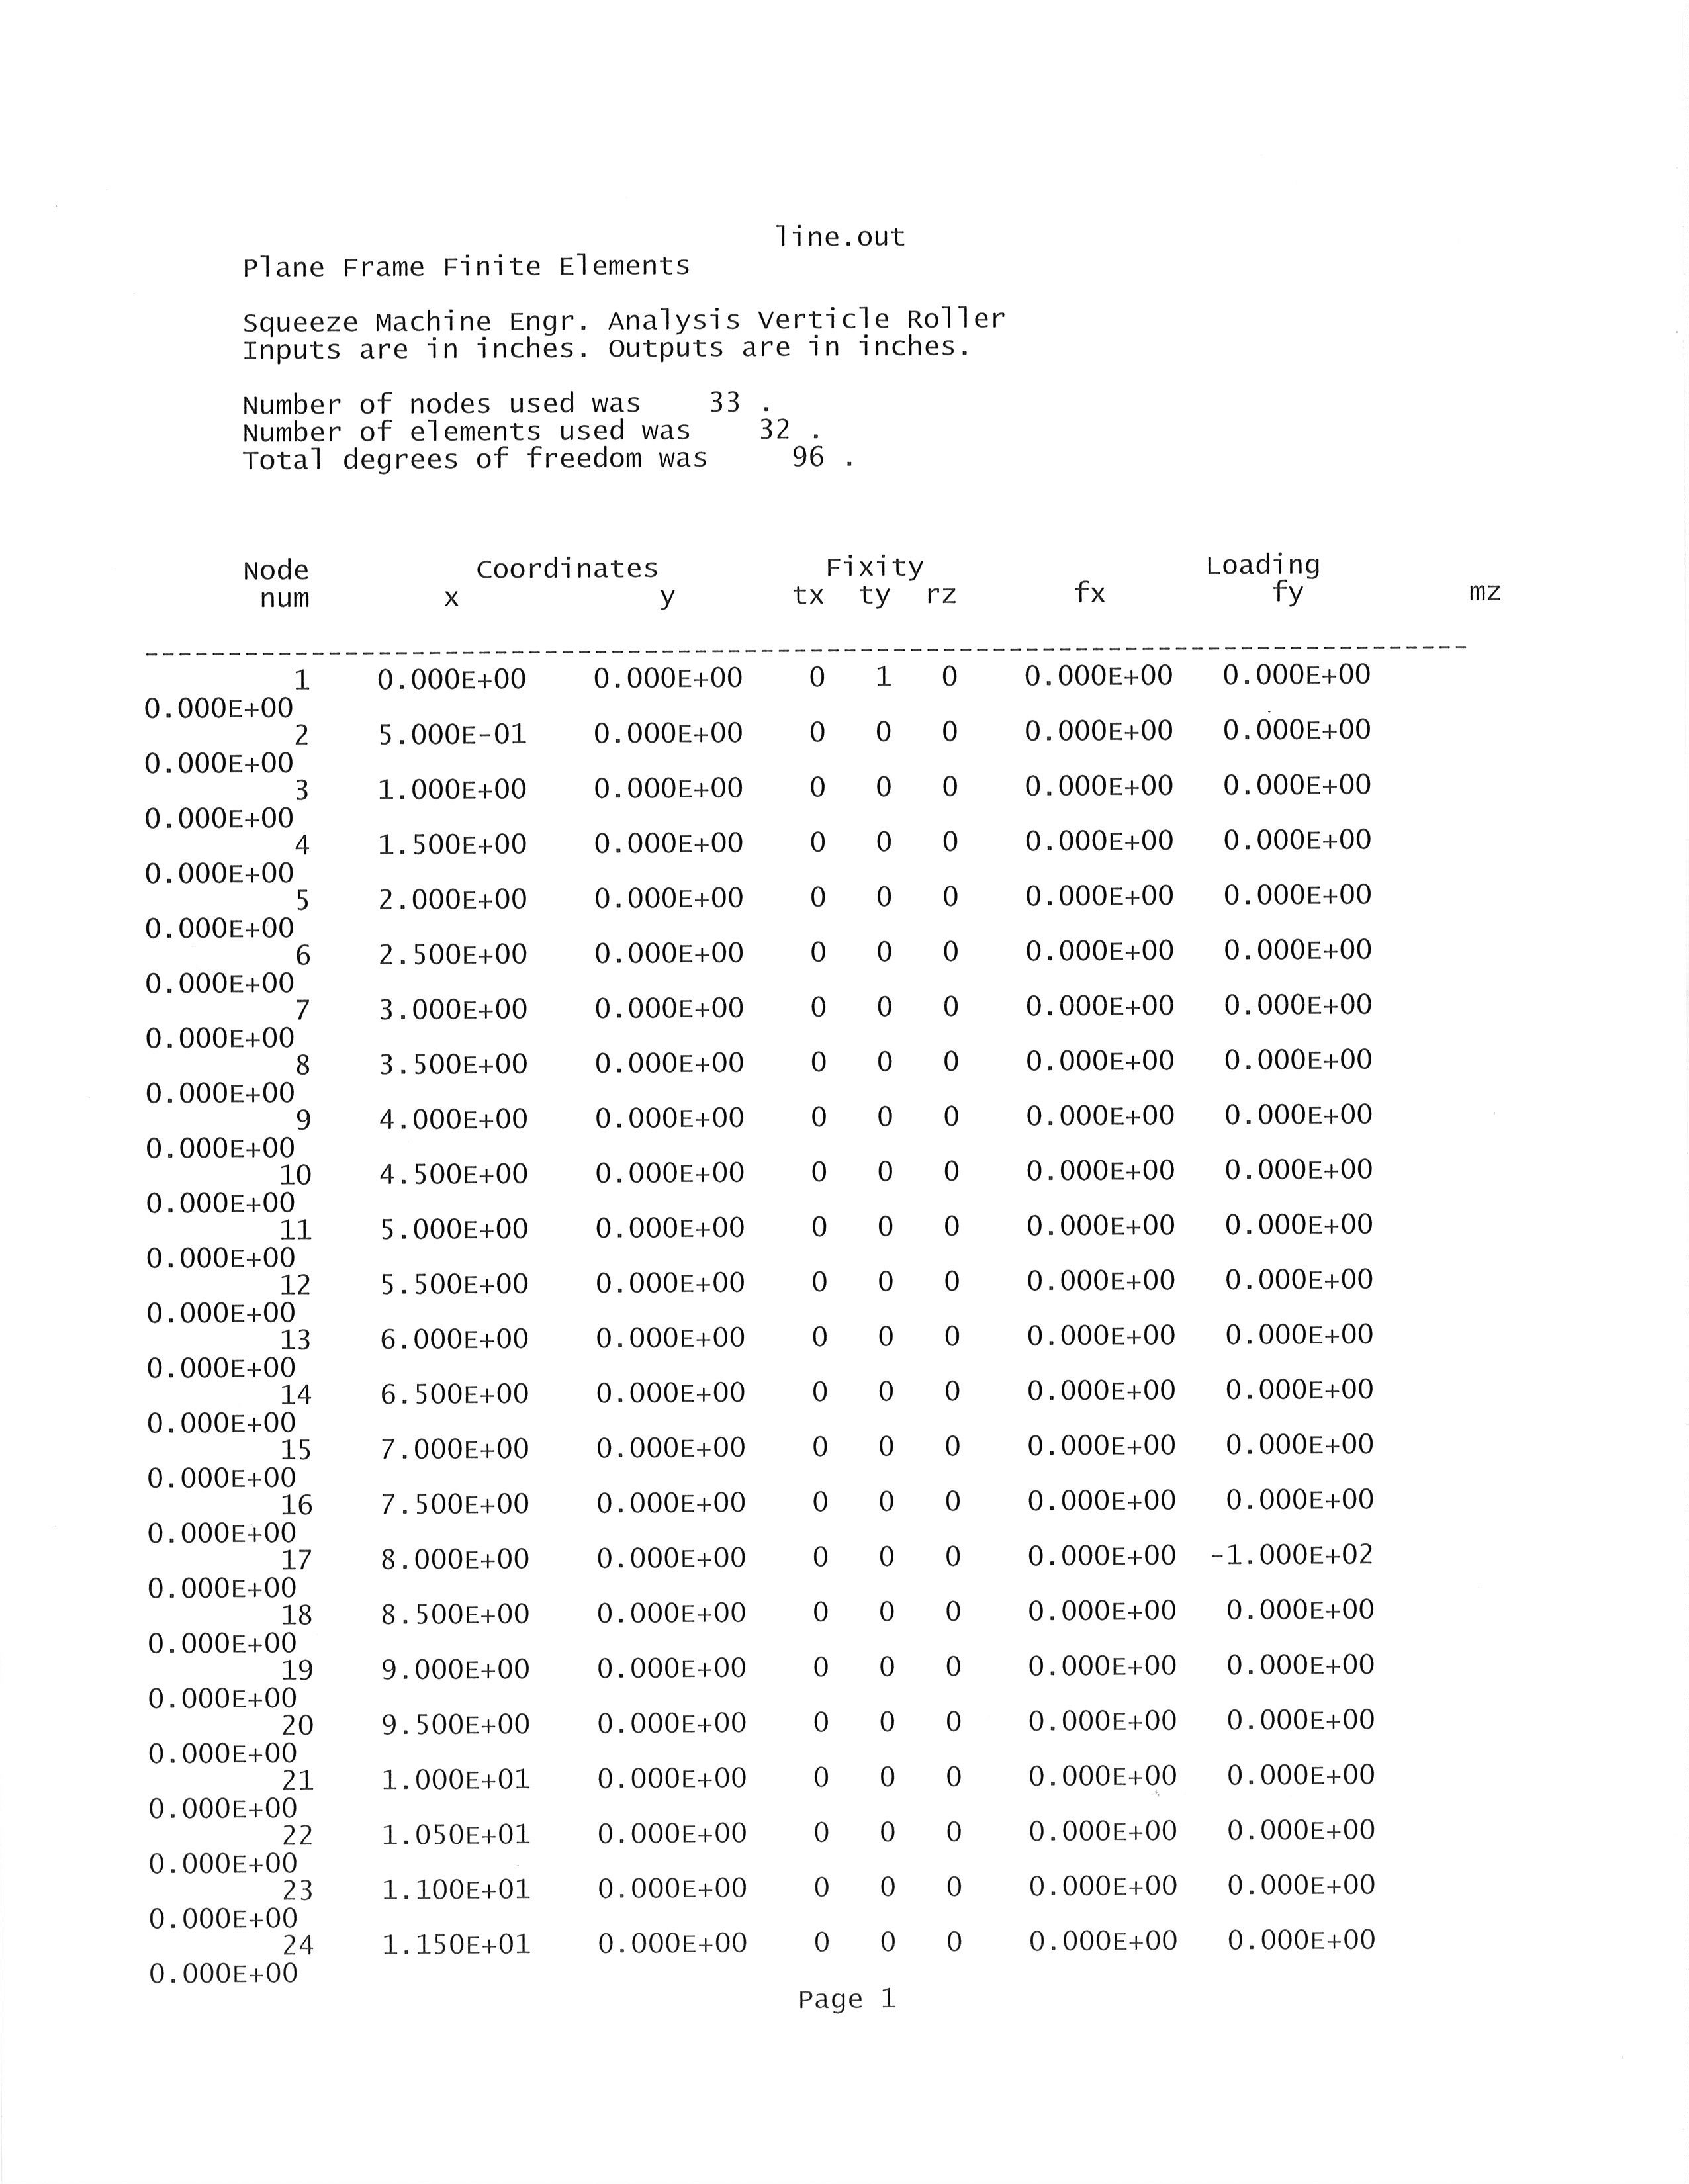 line.out
Plane Frame Finite Elements
Squeeze Machine Engr. Analysis Verticle Roller
Inputs are in inches. Outputs are in inches.
Number of nodes used was 33 .
Number of elements used was 32 .
Total degrees of freedom was 96 .
Node Coordinates Fixity Loading
num x y tx ty rz fx fy mz
--------------------------------------------------------------------------------
1 0.000E+00 0.000E+00 0 1 0 0.000E+00 0.000E+00
0.000E+00
2 5.000E-01 0.000E+00 0 0 0 0.000E+00 0.000E+00
0.000E+00
3 1.000E+00 0.000E+00 0 0 0 0.000E+00 0.000E+00
0.000E+00
4 1.500E+00 0.000E+00 0 0 0 0.000E+00 0.000E+00
0.000E+00
5 2.000E+00 0.000E+00 0 0 0 0.000E+00 0.000E+00
0.000E+00
6 2.500E+00 0.000E+00 0 0 0 0.000E+00 0.000E+00
0.000E+00
7 3.000E+00 0.000E+00 0 0 0 0.000E+00 0.000E+00
0.000E+00
8 3.500E+00 0.000E+00 0 0 0 0.000E+00 0.000E+00
0.000E+00
9 4.000E+00 0.000E+00 0 0 0 0.000E+00 0.000E+00
0.000E+00
10 4.500E+00 0.000E+00 0 0 0 0.000E+00 0.000E+00
0.000E+00
11 5.000E+00 0.000E+00 0 0 0 0.000E+00 0.000E+00
0.000E+00
12 5.500E+00 0.000E+00 0 0 0 0.000E+00 0.000E+00
0.000E+00
13 6.000E+00 0.000E+00 0 0 0 0.000E+00 0.000E+00
0.000E+00
14 6.500E+00 0.000E+00 0 0 0 0.000E+00 0.000E+00
0.000E+00
15 7.000E+00 0.000E+00 0 0 0 0.000E+00 0.000E+00
0.000E+00
16 7.500E+00 0.000E+00 0 0 0 0.000E+00 0.000E+00
0.000E+00
17 8.000E+00 0.000E+00 0 0 0 0.000E+00 -1.000E+02
0.000E+00
18 8.500E+00 0.000E+00 0 0 0 0.000E+00 0.000E+00
0.000E+00
19 9.000E+00 0.000E+00 0 0 0 0.000E+00 0.000E+00
0.000E+00
20 9.500E+00 0.000E+00 0 0 0 0.000E+00 0.000E+00
0.000E+00
21 1.000E+01 0.000E+00 0 0 0 0.000E+00 0.000E+00
0.000E+00
22 1.050E+01 0.000E+00 0 0 0 0.000E+00 0.000E+00
0.000E+00
23 1.100E+01 0.000E+00 0 0 0 0.000E+00 0.000E+00
0.000E+00
24 1.150E+01 0.000E+00 0 0 0 0.000E+00 0.000E+00
0.000E+00
Page 1